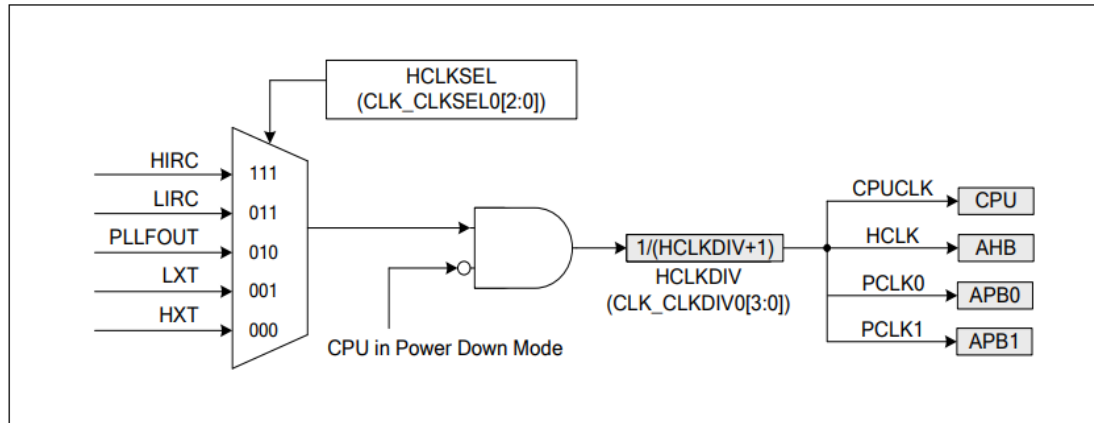 HCLKSEL
(CLK_CLKSEL0[2:0])
HIRC
111
LIRC
011
PLLFOUT
010
LXT
001
HXT
000
CPU in Power Down Mode
1/(HCLKDIV+1)
HCLKDIV
(CLK_CLKDIV0[3:0])
CPUCLK
CPU
HCLK
AHB
PCLK0
APB0
PCLK1
APB1